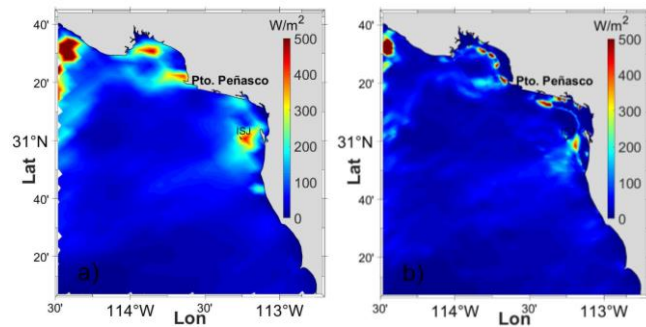 W/m²
40'
500
20'
Pto. Peñasco
400
300
ISJ
31°N
Lat
200
100
40'
0
20'
a)
30'
114°W
30'
113°W
Lon
W/m²
40'
500
20'
Pto. Peñasco
400
300
31°N
Lat
200
100
40'
0
20'
b)
30'
114°W
30'
113°W
Lon